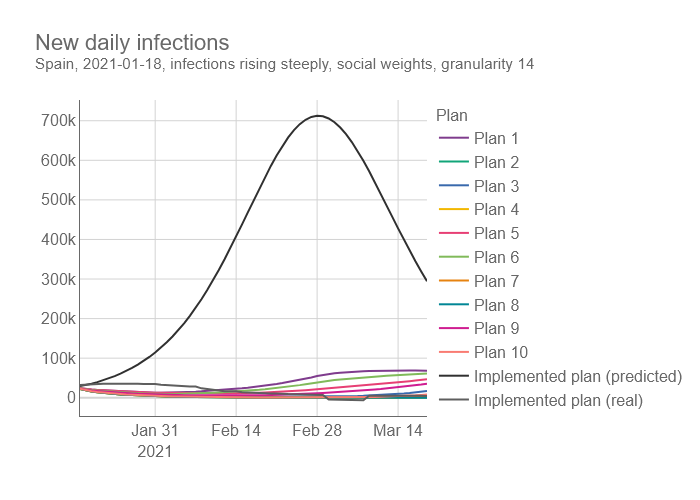 New daily infections
Spain, 2021-01-18, infections rising steeply, social weights, granularity 14
700k
600k
500k
400k
300k
200k
100k
0
Jan 31
2021
Feb 14
Feb 28
Mar 14
Plan
Plan 1
Plan 2
Plan 3
Plan 4
Plan 5
Plan 6
Plan 7
Plan 8
Plan 9
Plan 10
Implemented plan (predicted)
Implemented plan (real)